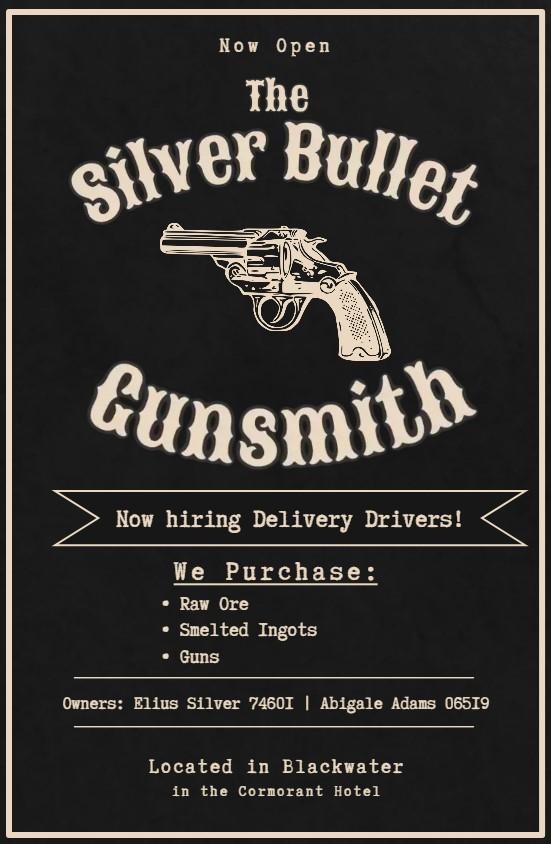 Now Open
The
Silver Bullet
Gunsmith
Now hiring Delivery Drivers!
We Purchase:
• Raw Ore
• Smelted Ingots
• Guns
Owners: Elius Silver 74601 | Abigale Adams 06519
Located in Blackwater
in the Cormorant Hotel